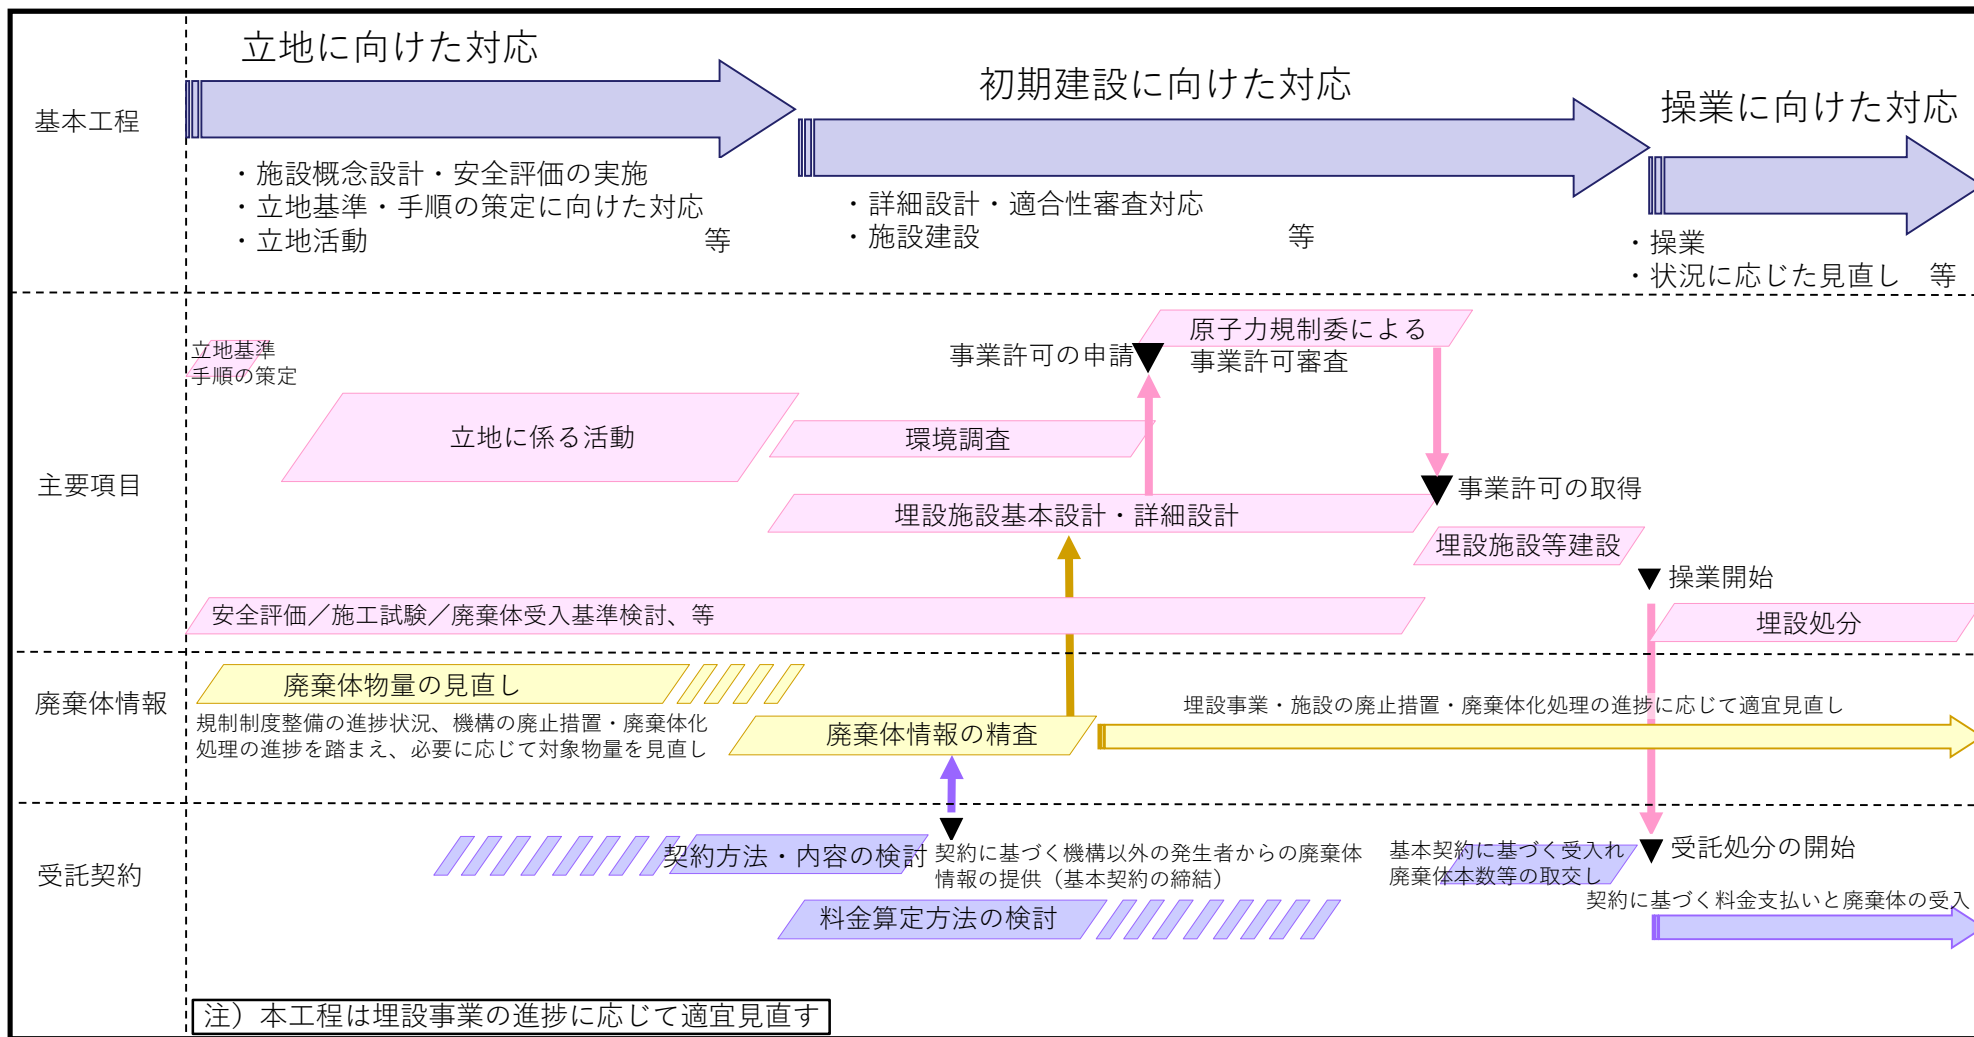 立地に向けた対応
初期建設に向けた対応
操業に向けた対応
基本工程
・施設概念設計・安全評価の実施
・立地基準・手順の策定に向けた対応
・立地活動 等
・詳細設計・適合性審査対応
・施設建設 等
・操業
・状況に応じた見直し 等
主要項目
立地基準
手順の策定
原子力規制委による
事業許可審査
事業許可の申請
立地に係る活動
環境調査
事業許可の取得
埋設施設基本設計・詳細設計
埋設施設等建設
操業開始
安全評価／施工試験／廃棄体受入基準検討、等
埋設処分
廃棄体情報
廃棄体物量の見直し
規制制度整備の進捗状況、機構の廃止措置・廃棄体化
処理の進捗を踏まえ、必要に応じて対象物量を見直し
廃棄体情報の精査
埋設事業・施設の廃止措置・廃棄体化処理の進捗に応じて適宜見直し
受託契約
契約方法・内容の検討
契約に基づく機構以外の発生者からの廃棄体
情報の提供（基本契約の締結）
基本契約に基づく受入れ
廃棄体本数等の取交し
受託処分の開始
料金算定方法の検討
契約に基づく料金支払いと廃棄体の受入
注）本工程は埋設事業の進捗に応じて適宜見直す